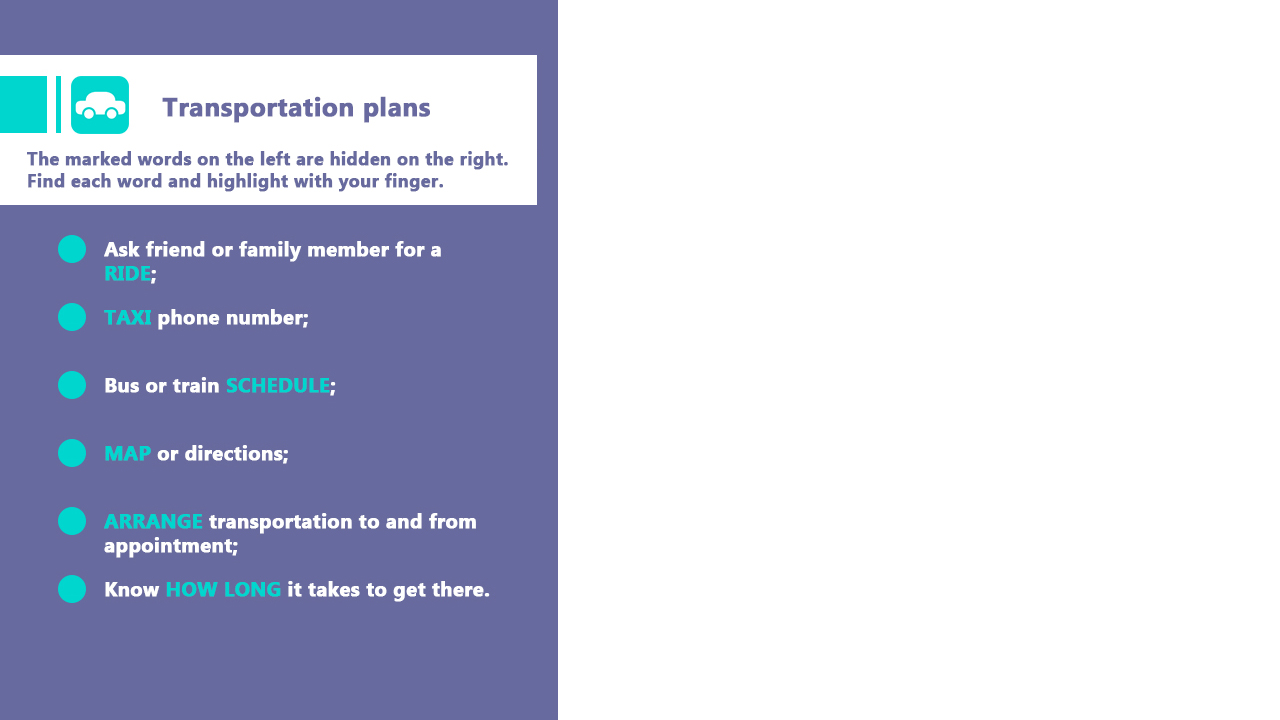 Transportation plans
The marked words on the left are hidden on the right.
Find each word and highlight with your finger.
Ask friend or family member for a
RIDE;
TAXI phone number;
Bus or train SCHEDULE;
MAP or directions;
ARRANGE transportation to and from
appointment;
Know HOW LONG it takes to get there.